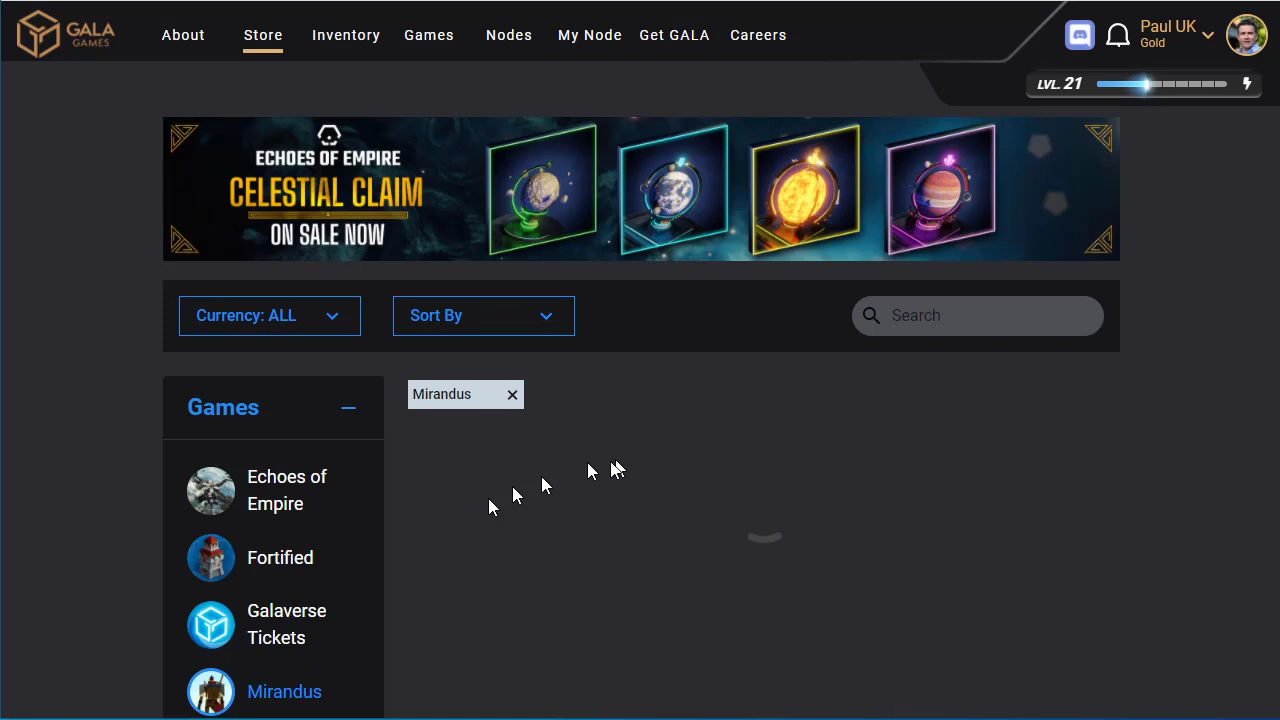 GALA
GAMES
About
Store
Inventory
Games
Nodes
My Node
Get GALA
Careers
Paul UK
Gold
LVL. 21
ECHOES OF EMPIRE
CELESTIAL CLAIM
ON SALE NOW
Currency: ALL
Sort By
Search
Games
Mirandus
Echoes of
Empire
Fortified
Galaverse
Tickets
Mirandus